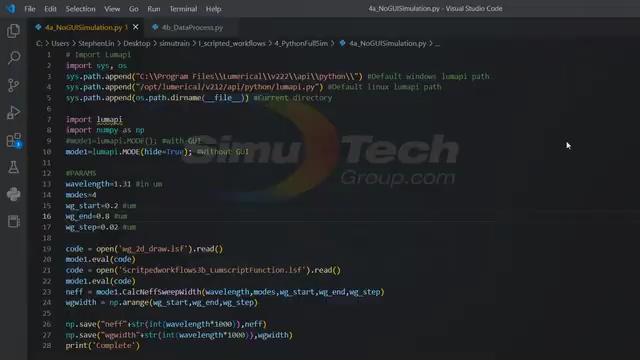 File Edit Selection View Go Run Terminal Help
4a_NoGUISimulation.py - Visual Studio Code
4a_NoGUISimulation.py 1
4b_DataProcess.py
C: > Users > StephenLin > Desktop > simutrain > I_scripted_workflows > 4_PythonFullSim > 4a_NoGUISimulation.py > ...
1 # Import Lumapi
2 import sys, os
3 sys.path.append("C:\\Program Files\\Lumerical\\v222\\api\\python\\") #Default windows lumapi path
4 sys.path.append("/opt/lumerical/v212/api/python/lumapi.py") #Default linux lumapi path
5 sys.path.append(os.path.dirname(__file__)) #Current directory
6
7 import lumapi
8 import numpy as np
9 #mode1=lumapi.MODE(); #with GUI
10 mode1=lumapi.MODE(hide=True); #Without GUI
11
12 #PARAMS
13 wavelength=1.31 #in um
14 modes=4
15 wg_start=0.2 #um
16 wg_end=0.8 #um
17 wg_step=0.02 #um
18
19 code = open('wg_2d_draw.lsf').read()
20 mode1.eval(code)
21 code = open('Scritpedworkflows3b_LumscriptFunction.lsf').read()
22 mode1.eval(code)
23 neff = mode1.CalcNeffSweepWidth(wavelength,modes,wg_start,wg_end,wg_step)
24 wgwidth = np.arange(wg_start,wg_end,wg_step)
25
26 np.save("neff"+str(int(wavelength*1000)),neff)
27 np.save("wgwidth"+str(int(wavelength*1000)),wgwidth)
28 print('Complete')
SimuTech
Group.com